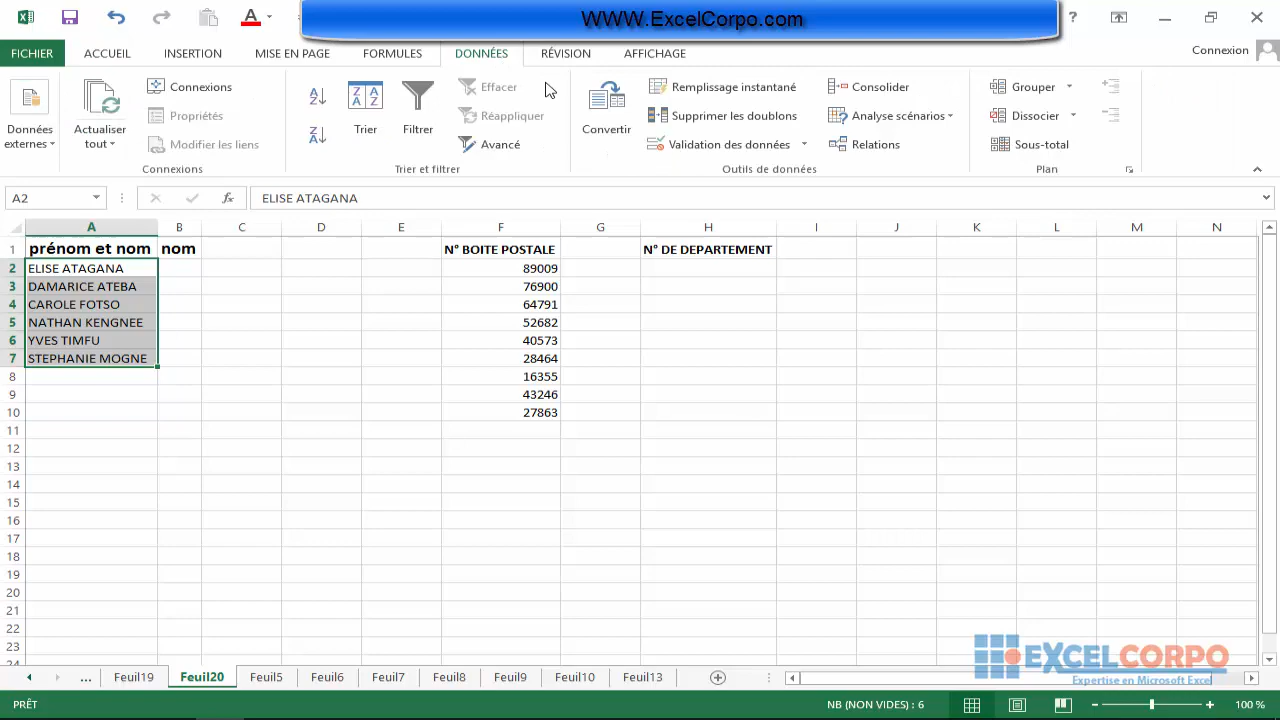 WWW.ExcelCorpo.com
?
FICHIER ACCUEIL INSERTION MISE EN PAGE FORMULES DONNÉES RÉVISION AFFICHAGE Connexion
Données externes
Actualiser tout
Connexions
Propriétés
Modifier les liens
Connexions
Trier
Filtrer
Effacer
Réappliquer
Avancé
Trier et filtrer
Convertir
Remplissage instantané
Supprimer les doublons
Validation des données
Consolider
Analyse scénarios
Relations
Outils de données
Grouper
Dissocier
Sous-total
Plan
A2 fx ELISE ATAGANA
A B C D E F G H I J K L M N
1 prénom et nom nom N° BOITE POSTALE N° DE DEPARTEMENT
2 ELISE ATAGANA 89009
3 DAMARICE ATEBA 76900
4 CAROLE FOTSO 64791
5 NATHAN KENGNEE 52682
6 YVES TIMFU 40573
7 STEPHANIE MOGNE 28464
8 16355
9 43246
10 27863
11
12
13
14
15
16
17
18
19
20
21
22
23
24
EXCELCORPO
Expertise en Microsoft Excel
... Feuil19 Feuil20 Feuil5 Feuil6 Feuil7 Feuil8 Feuil9 Feuil10 Feuil13
PRÊT NB (NON VIDES) : 6 100 %